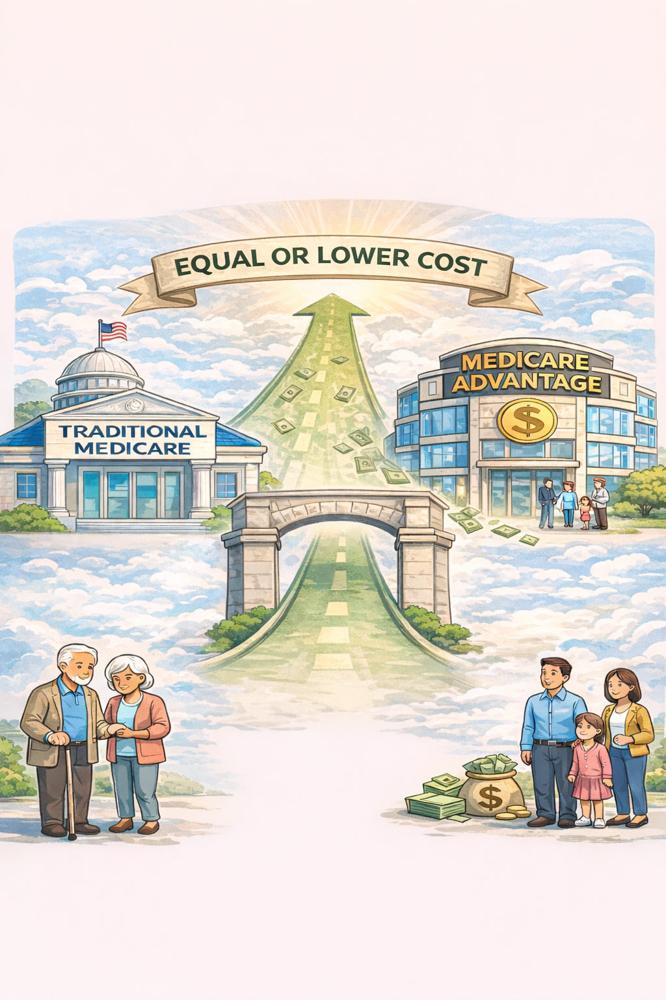 EQUAL OR LOWER COST
TRADITIONAL
MEDICARE
MEDICARE
ADVANTAGE
$
$